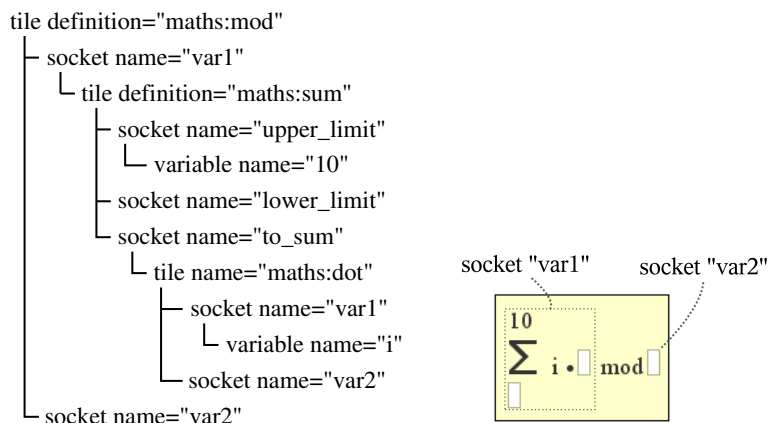 tile definition="maths:mod"
socket name="var1"
tile definition="maths:sum"
socket name="upper_limit"
variable name="10"
socket name="lower_limit"
socket name="to_sum"
tile name="maths:dot"
socket name="var1"
variable name="i"
socket name="var2"
socket name="var2"
socket "var1"
socket "var2"
10
∑ i • mod